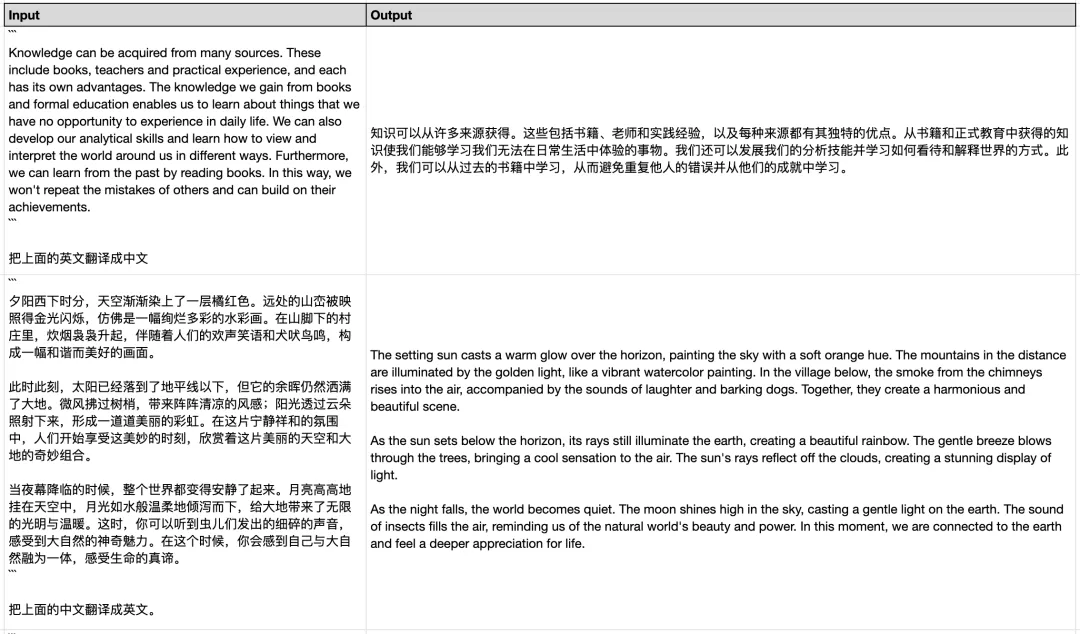 Input
Output
```
Knowledge can be acquired from many sources. These
include books, teachers and practical experience, and each
has its own advantages. The knowledge we gain from books
and formal education enables us to learn about things that we
have no opportunity to experience in daily life. We can also
develop our analytical skills and learn how to view and
interpret the world around us in different ways. Furthermore,
we can learn from the past by reading books. In this way, we
won't repeat the mistakes of others and can build on their
achievements.
```
把上面的英文翻译成中文
知识可以从许多来源获得。这些包括书籍、老师和实践经验，以及每种来源都有其独特的优点。从书籍和正式教育中获得的知
识使我们能够学习我们无法在日常生活中体验的事物。我们还可以发展我们的分析技能并学习如何看待和解释世界的方式。此
外，我们可以从过去的书籍中学习，从而避免重复他人的错误并从他们的成就中学习。
```
夕阳西下时分，天空渐渐染上了一层橘红色。远处的山峦被映
照得金光闪烁，仿佛是一幅绚烂多彩的水彩画。在山脚下的村
庄里，炊烟袅袅升起，伴随着人们的欢声笑语和犬吠鸟鸣，构
成一幅和谐而美好的画面。
此时此刻，太阳已经落到了地平线以下，但它的余晖仍然洒满
了大地。微风拂过树梢，带来阵阵清凉的风感；阳光透过云朵
照射下来，形成一道道美丽的彩虹。在这片宁静祥和的氛围
中，人们开始享受这美妙的时刻，欣赏着这片美丽的天空和大
地的奇妙组合。
当夜幕降临的时候，整个世界都变得安静了起来。月亮高高地
挂在天空中，月光如水般温柔地倾泻而下，给大地带来了无限
的光明与温暖。这时，你可以听到虫儿们发出的细碎的声音，
感受到大自然的神奇魅力。在这个时候，你会感到自己与大自
然融为一体，感受生命的真谛。
```
把上面的中文翻译成英文。
The setting sun casts a warm glow over the horizon, painting the sky with a soft orange hue. The mountains in the distance
are illuminated by the golden light, like a vibrant watercolor painting. In the village below, the smoke from the chimneys
rises into the air, accompanied by the sounds of laughter and barking dogs. Together, they create a harmonious and
beautiful scene.
As the sun sets below the horizon, its rays still illuminate the earth, creating a beautiful rainbow. The gentle breeze blows
through the trees, bringing a cool sensation to the air. The sun's rays reflect off the clouds, creating a stunning display of
light.
As the night falls, the world becomes quiet. The moon shines high in the sky, casting a gentle light on the earth. The sound
of insects fills the air, reminding us of the natural world's beauty and power. In this moment, we are connected to the earth
and feel a deeper appreciation for life.
```